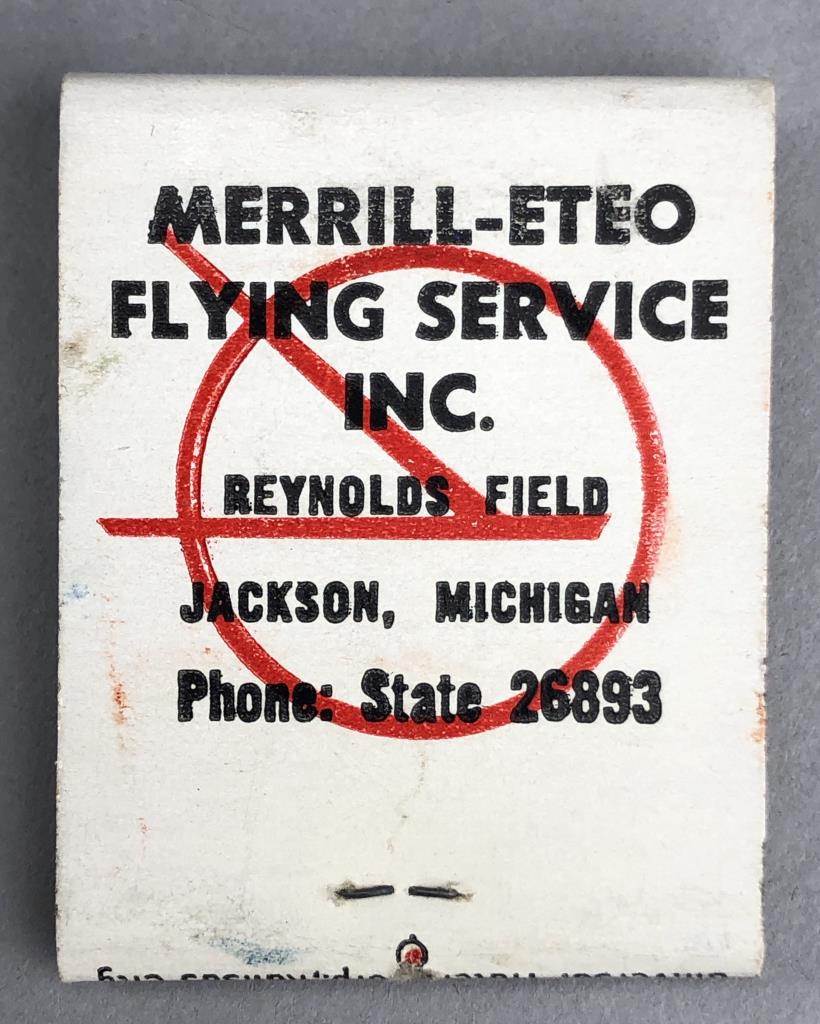 MERRILL-ETEO
FLYING SERVICE
INC.
REYNOLDS FIELD
JACKSON, MICHIGAN
Phone: State 26893